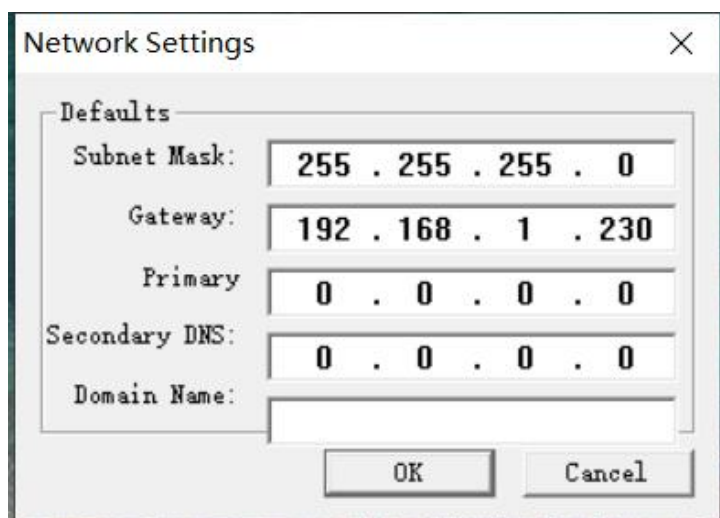 Network Settings
Defaults
Subnet Mask: 255 . 255 . 255 . 0
Gateway: 192 . 168 . 1 . 230
Primary 0 . 0 . 0 . 0
Secondary DNS: 0 . 0 . 0 . 0
Domain Name:
OK Cancel